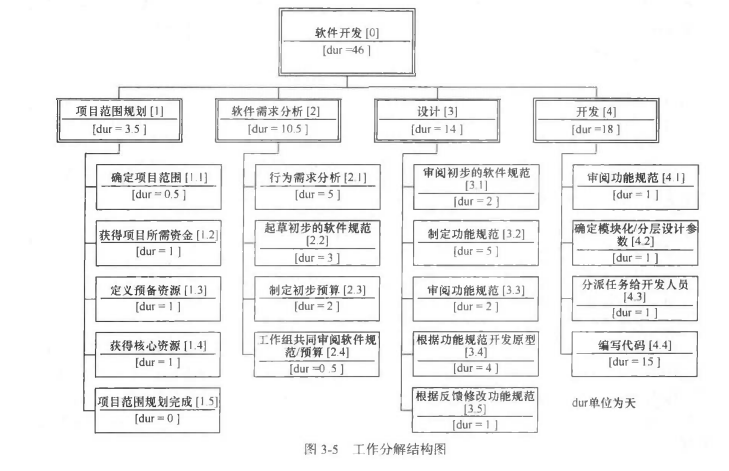 软件开发 [0]
[dur =46 ]
项目范围规划 [1]
[dur = 3.5 ]
软件需求分析 [2]
[dur = 10.5 ]
设计 [3]
[dur = 14 ]
开发 [4]
[dur =18 ]
确定项目范围 [1.1]
[dur = 0.5 ]
获得项目所需资金 [1.2]
[dur = 1 ]
定义预备资源 [1.3]
[dur = 1 ]
获得核心资源 [1.4]
[dur = 1 ]
项目范围规划完成 [1.5]
[dur = 0 ]
行为需求分析 [2.1]
[dur = 5 ]
起草初步的软件规范
[2.2]
[dur = 3 ]
制定初步预算 [2.3]
[dur = 2 ]
工作组共同审阅软件规
范/预算 [2.4]
[dur =0 5 ]
审阅初步的软件规范
[3.1]
[dur = 2 ]
制定功能规范 [3.2]
[dur = 5 ]
审阅功能规范 [3.3]
[dur = 2 ]
根据功能规范开发原型
[3.4]
[dur = 4 ]
根据反馈修改功能规范
[3.5]
[dur = 1 ]
审阅功能规范 [4.1]
[dur = 1 ]
确定模块化/分层设计参
数 [4.2]
[dur = 1 ]
分派任务给开发人员
[4.3]
[dur = 1 ]
编写代码 [4.4]
[dur = 15 ]
dur单位为天
图 3-5 工作分解结构图